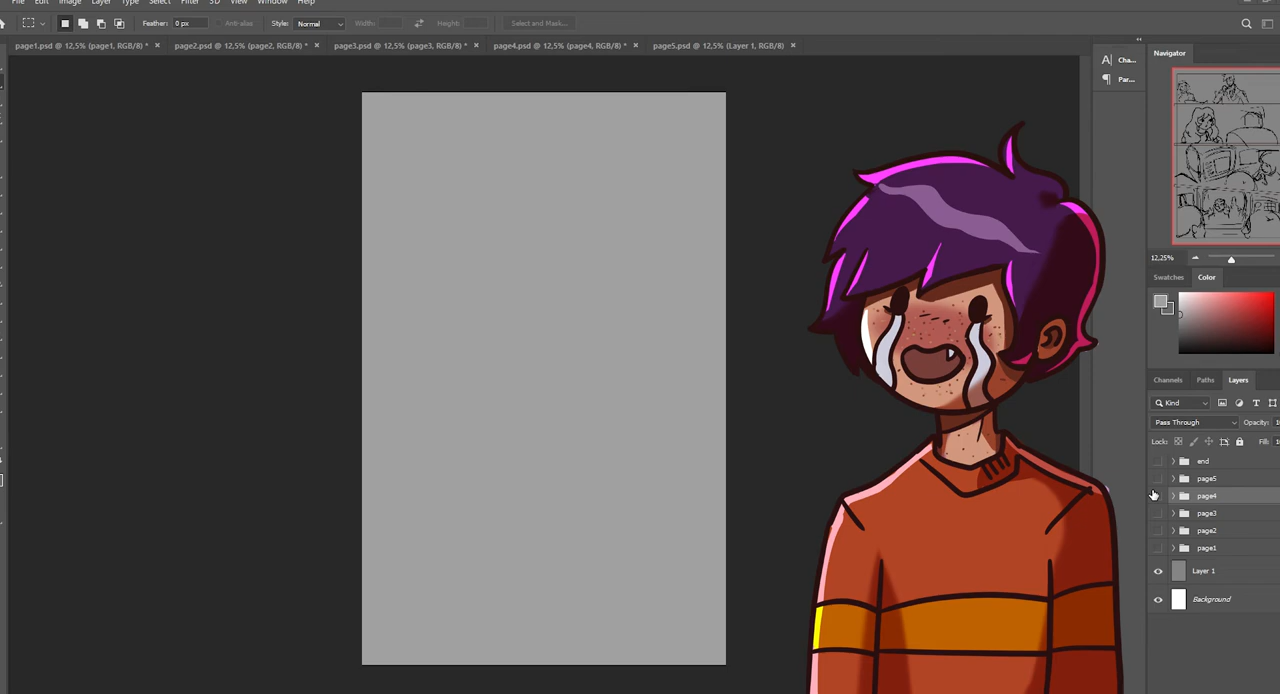 File Edit Image Layer Type Select Filter 3D View Window Help
Feather: 0 px Anti-alias Style: Normal Width: Height: Select and Mask...
page1.psd @ 12,5% (page1, RGB/8) * × page2.psd @ 12,5% (page2, RGB/8) * × page3.psd @ 12,5% (page3, RGB/8) * × page4.psd @ 12,5% (page4, RGB/8) * × page5.psd @ 12,5% (Layer 1, RGB/8) ×
Navigator
A| Cha...
¶ Par...
12,25%
Swatches Color
Channels Paths Layers
Kind
Pass Through Opacity: 10
Lock: Fill: 10
end
page5
page4
page3
page2
page1
Layer 1
Background